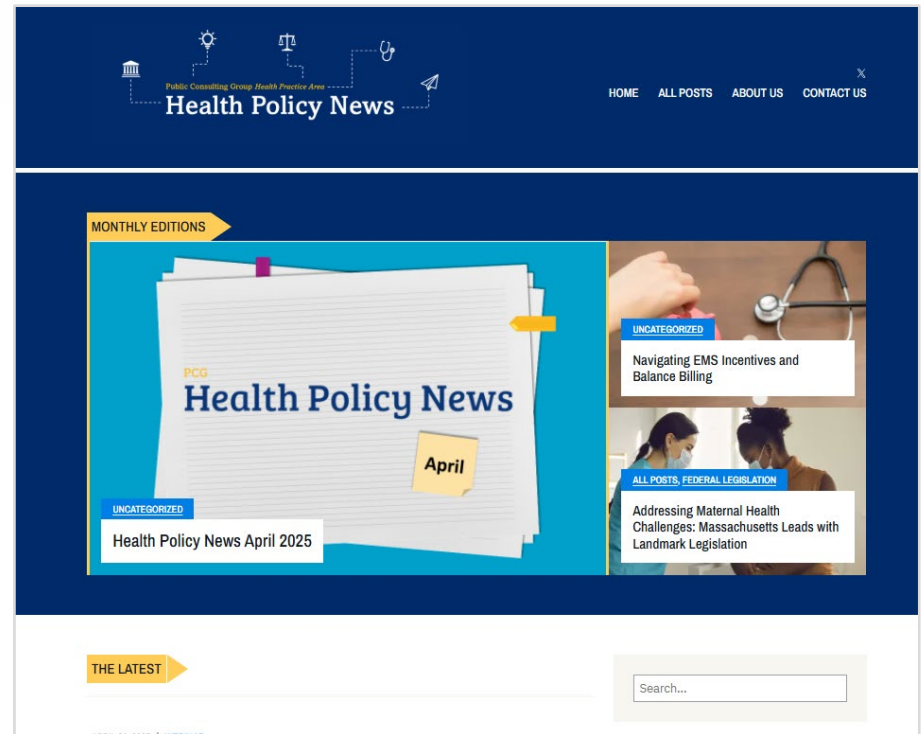 Public Consulting Group Health Practice Area
Health Policy News
𝕏
HOME ALL POSTS ABOUT US CONTACT US
MONTHLY EDITIONS
PCG
Health Policy News
April
UNCATEGORIZED
Health Policy News April 2025
UNCATEGORIZED
Navigating EMS Incentives and
Balance Billing
ALL POSTS, FEDERAL LEGISLATION
Addressing Maternal Health
Challenges: Massachusetts Leads with
Landmark Legislation
THE LATEST
Search...